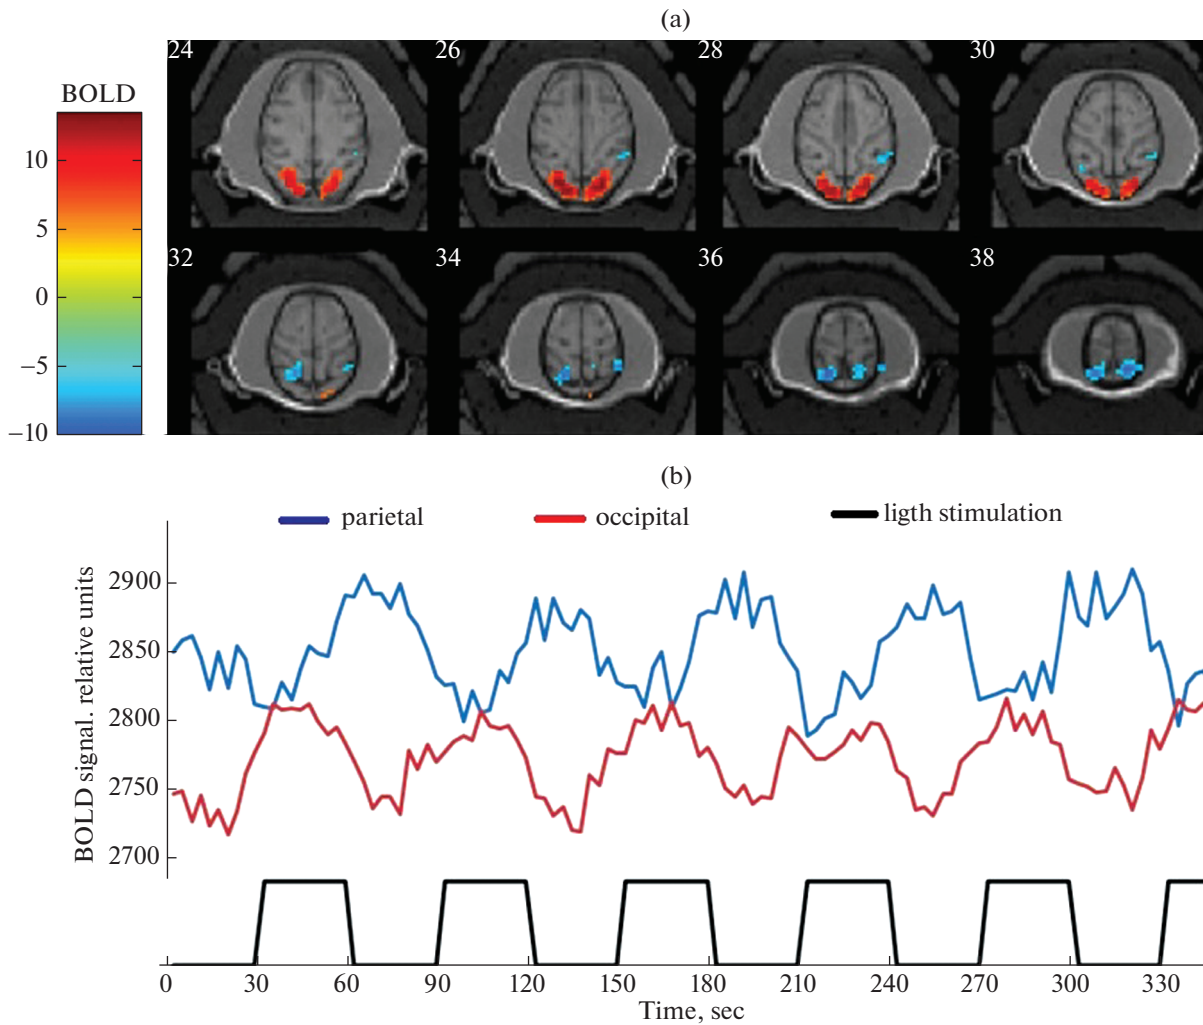 (a)
24 26 28 30
BOLD
10
5
0
−5
−10
32 34 36 38
(b)
parietal occipital ligth stimulation
BOLD signal. relative units
2900
2850
2800
2750
2700
0 30 60 90 120 150 180 210 240 270 300 330
Time, sec